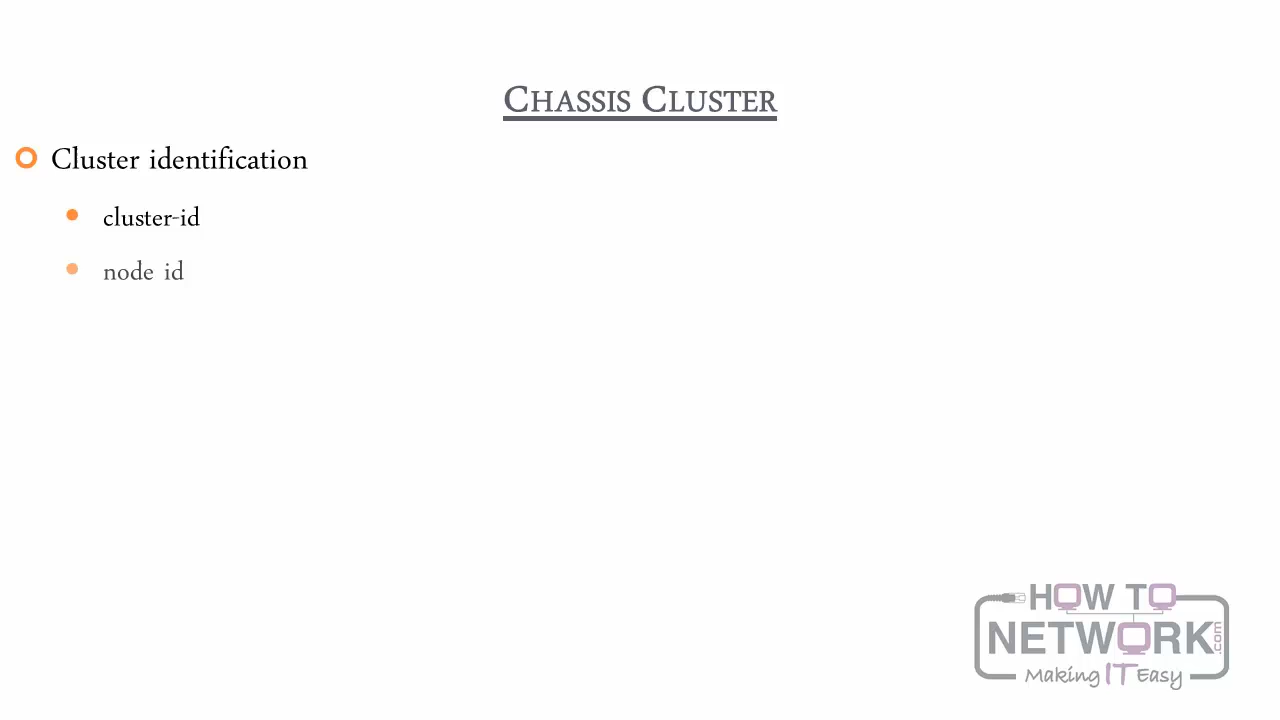 CHASSIS CLUSTER
Cluster identification
cluster-id
node id
HOW TO
NETWORK.com
Making IT Easy